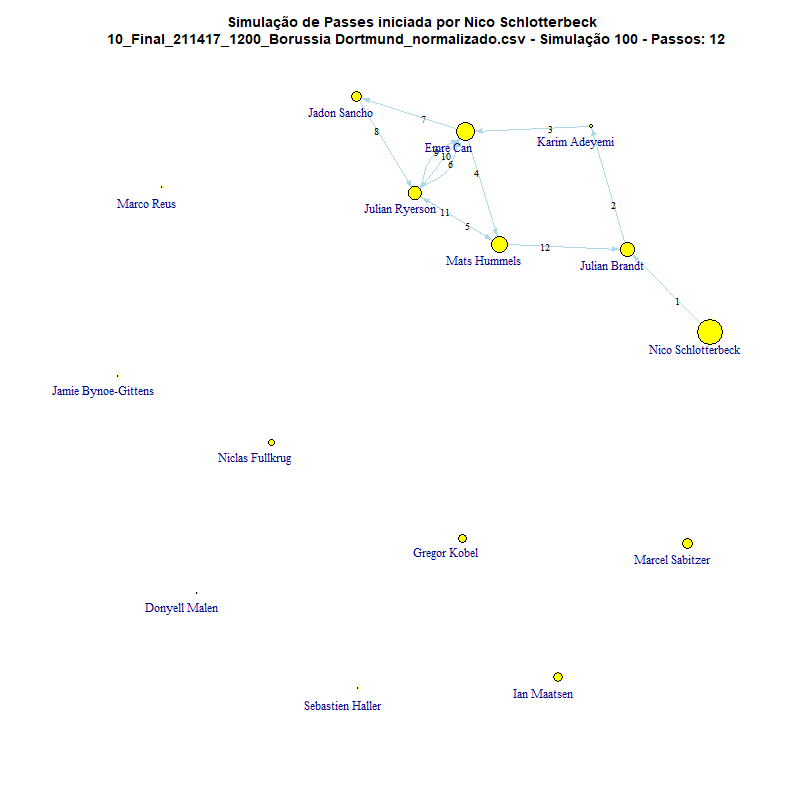 Simulação de Passes iniciada por Nico Schlotterbeck
10_Final_211417_1200_Borussia Dortmund_normalizado.csv - Simulação 100 - Passos: 12
Jadon Sancho
7
8
3
Emre Can
Karim Adeyemi
9
10
6
4
Marco Reus
Julian Ryerson
11
2
5
Mats Hummels
12
Julian Brandt
1
Nico Schlotterbeck
Jamie Bynoe-Gittens
Niclas Fullkrug
Gregor Kobel
Marcel Sabitzer
Donyell Malen
Ian Maatsen
Sebastien Haller